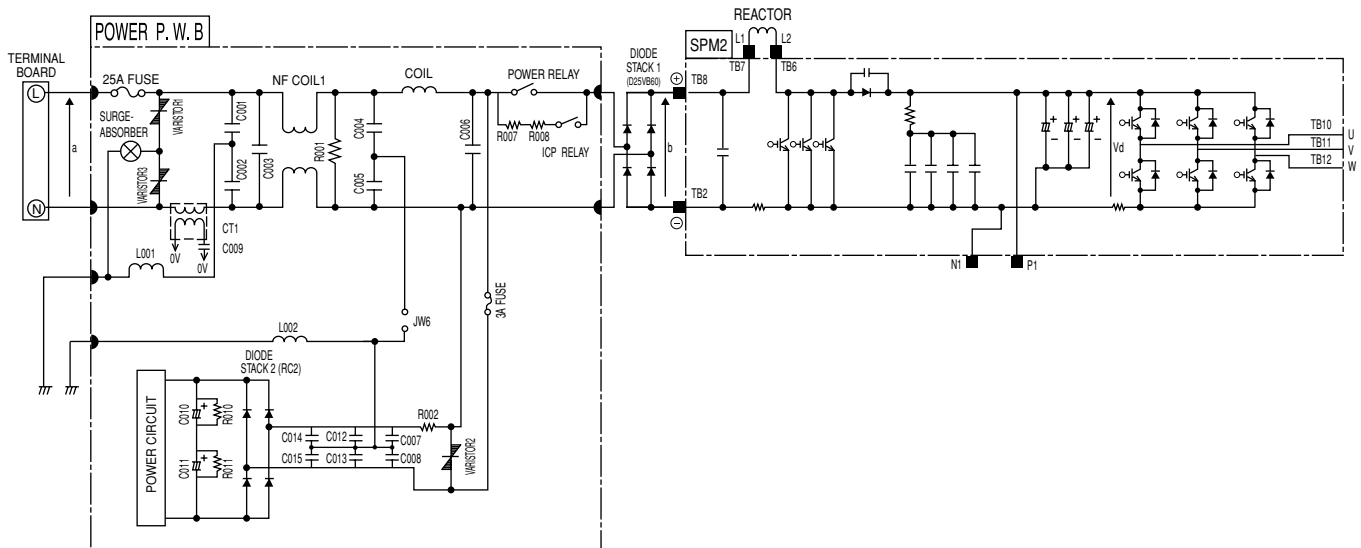 POWER P. W. B
REACTOR
L1
L2
SPM2
TB7
TB6
TERMINAL
BOARD
25A FUSE
NF COIL1
COIL
POWER RELAY
DIODE
STACK 1
(D25VB60)
+
TB8
L
SURGE-
ABSORBER
VARISTOR1
C001
C004
C006
R007
R008
ICP RELAY
a
R001
C003
b
+
+
+
-
-
-
Vd
TB10
U
TB11
V
TB12
W
VARISTOR3
C002
C005
N
TB2
-
CT1
C009
0V
0V
L001
N1
P1
3A FUSE
L002
JW6
DIODE
STACK 2 (RC2)
POWER CIRCUIT
C010
+
R010
R002
C014
C012
C007
C015
C013
C008
VARISTOR2
C011
+
R011